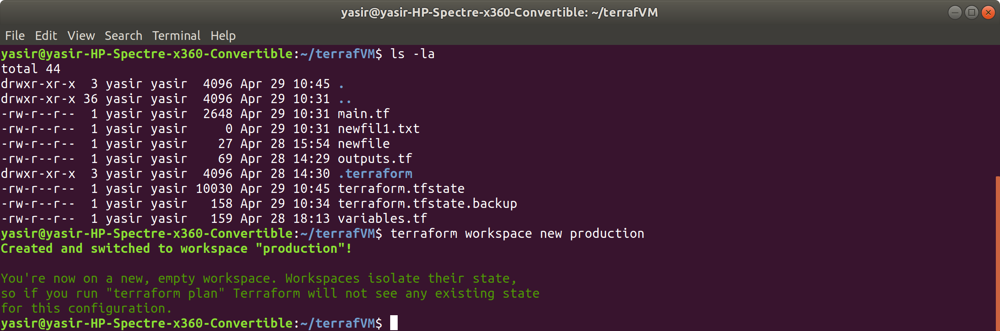 yasir@yasir-HP-Spectre-x360-Convertible: ~/terrafVM
File Edit View Search Terminal Help
yasir@yasir-HP-Spectre-x360-Convertible:~/terrafVM$ ls -la
total 44
drwxr-xr-x  3 yasir yasir  4096 Apr 29 10:45 .
drwxr-xr-x 36 yasir yasir  4096 Apr 29 10:31 ..
-rw-r--r--  1 yasir yasir  2648 Apr 29 10:31 main.tf
-rw-r--r--  1 yasir yasir     0 Apr 29 10:31 newfil1.txt
-rw-r--r--  1 yasir yasir    27 Apr 28 15:54 newfile
-rw-r--r--  1 yasir yasir    69 Apr 28 14:29 outputs.tf
drwxr-xr-x  3 yasir yasir  4096 Apr 28 14:30 .terraform
-rw-r--r--  1 yasir yasir 10030 Apr 29 10:45 terraform.tfstate
-rw-r--r--  1 yasir yasir   158 Apr 29 10:34 terraform.tfstate.backup
-rw-r--r--  1 yasir yasir   159 Apr 28 18:13 variables.tf
yasir@yasir-HP-Spectre-x360-Convertible:~/terrafVM$ terraform workspace new production
Created and switched to workspace "production"!
You're now on a new, empty workspace. Workspaces isolate their state,
so if you run "terraform plan" Terraform will not see any existing state
for this configuration.
yasir@yasir-HP-Spectre-x360-Convertible:~/terrafVM$